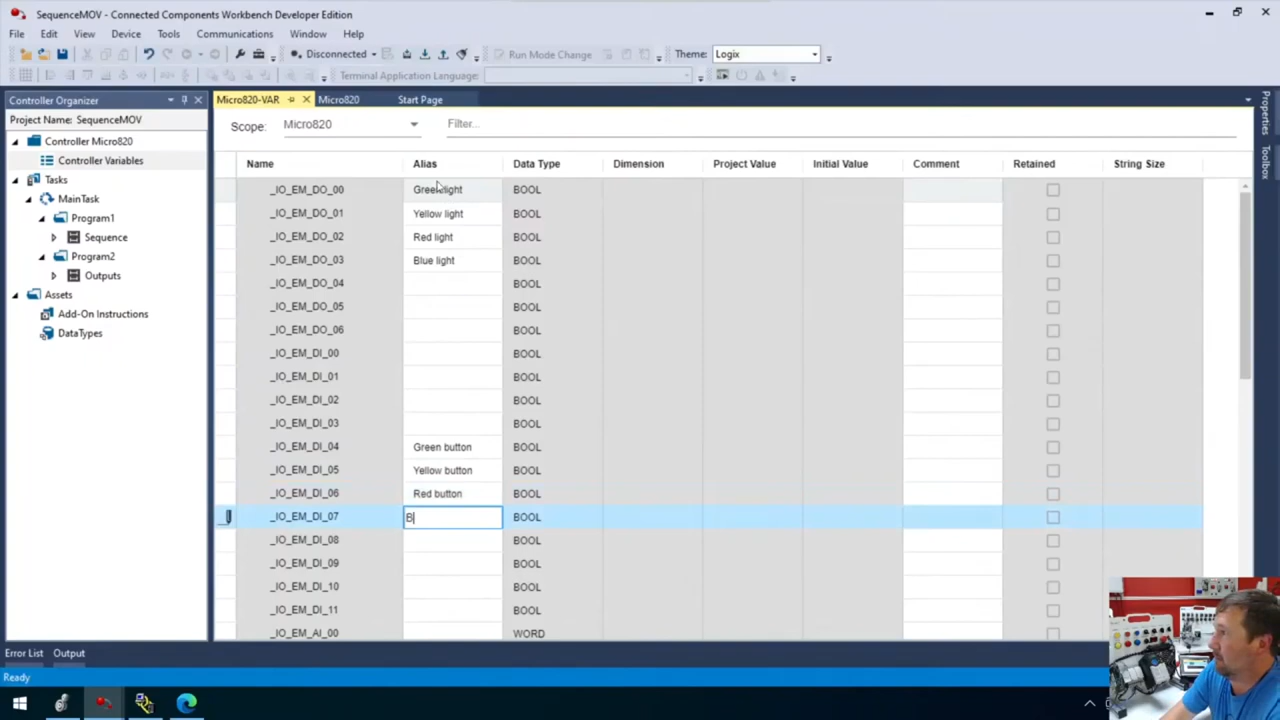 SequenceMOV - Connected Components Workbench Developer Edition
File Edit View Device Tools Communications Window Help
Disconnected Run Mode Change Theme: Logix
Terminal Application Language:
Controller Organizer
Project Name: SequenceMOV
Controller Micro820
Controller Variables
Tasks
MainTask
Program1
Sequence
Program2
Outputs
Assets
Add-On Instructions
DataTypes
Micro820-VAR Micro820 Start Page
Scope: Micro820 Filter...
Name Alias Data Type Dimension Project Value Initial Value Comment Retained String Size
_IO_EM_DO_00 Green light BOOL
_IO_EM_DO_01 Yellow light BOOL
_IO_EM_DO_02 Red light BOOL
_IO_EM_DO_03 Blue light BOOL
_IO_EM_DO_04 BOOL
_IO_EM_DO_05 BOOL
_IO_EM_DO_06 BOOL
_IO_EM_DI_00 BOOL
_IO_EM_DI_01 BOOL
_IO_EM_DI_02 BOOL
_IO_EM_DI_03 BOOL
_IO_EM_DI_04 Green button BOOL
_IO_EM_DI_05 Yellow button BOOL
_IO_EM_DI_06 Red button BOOL
_IO_EM_DI_07 B BOOL
_IO_EM_DI_08 BOOL
_IO_EM_DI_09 BOOL
_IO_EM_DI_10 BOOL
_IO_EM_DI_11 BOOL
_IO_EM_AI_00 WORD
Properties
Toolbox
Error List Output
Ready